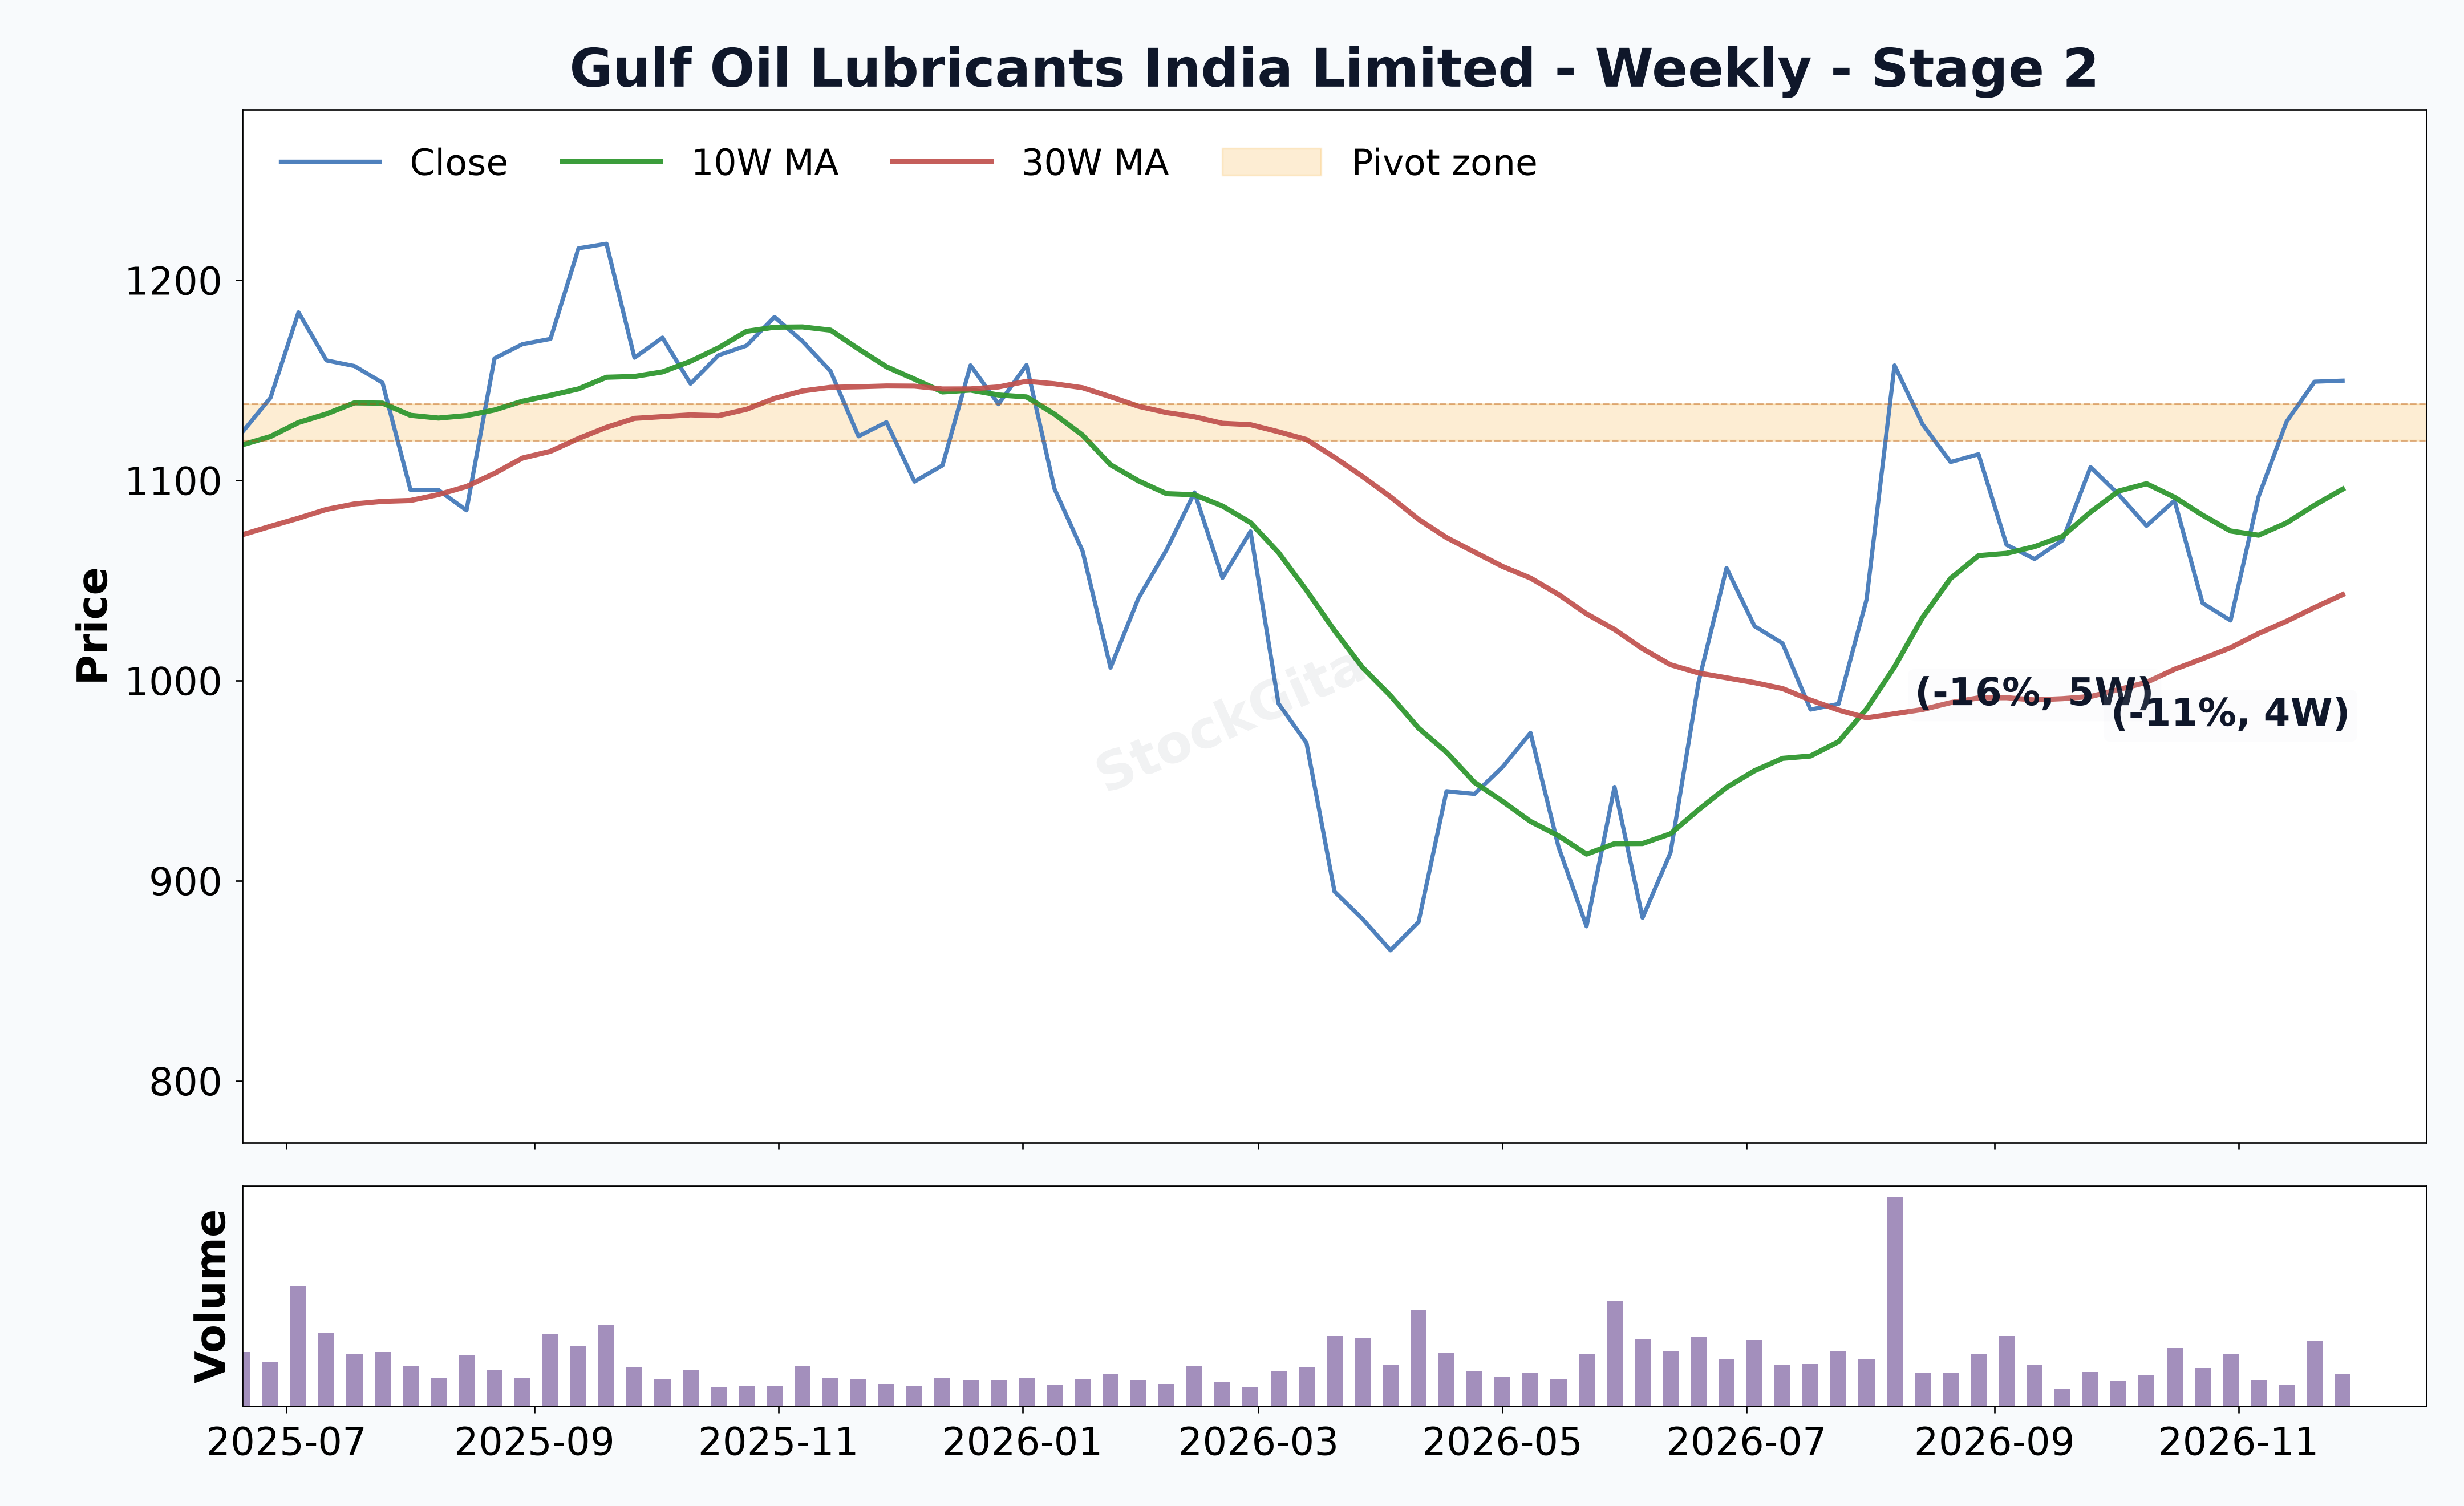 Gulf Oil Lubricants India Limited - Weekly - Stage 2
Close 10W MA 30W MA Pivot zone
1200
1100
1000
900
800
Price
StockGita
(-16%, 5W)
(-11%, 4W)
Volume
2025-07 2025-09 2025-11 2026-01 2026-03 2026-05 2026-07 2026-09 2026-11